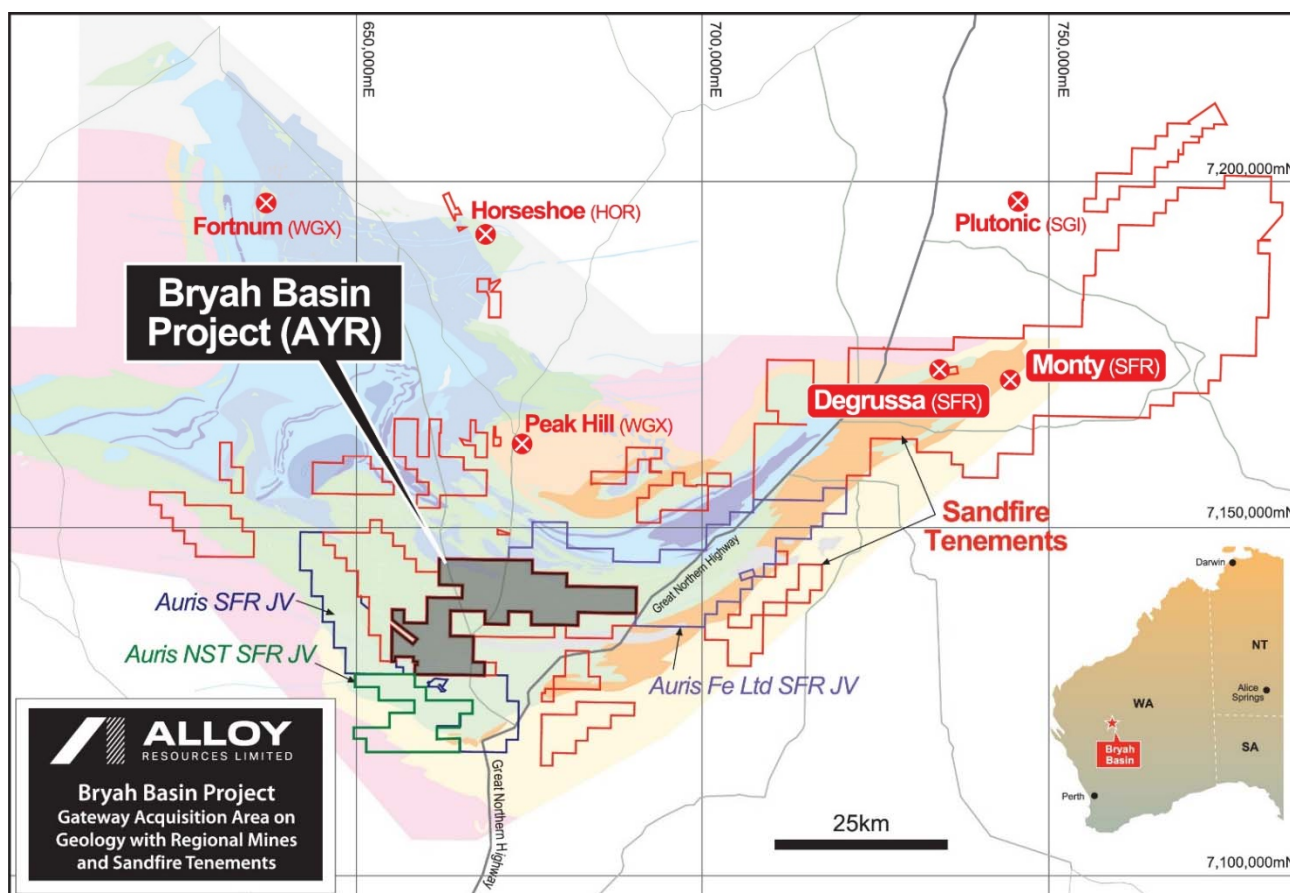 650,000mE
700,000mE
750,000mE
7,200,000mN
Fortnum (WGX)
Horseshoe (HOR)
Plutonic (SGI)
Bryah Basin
Project (AYR)
Monty (SFR)
Degrussa (SFR)
Peak Hill (WGX)
Sandfire
Tenements
7,150,000mN
Great Northern Highway
Auris SFR JV
Auris NST SFR JV
Auris Fe Ltd SFR JV
Great Northern Highway
Darwin
NT
Alice
Springs
WA
SA
Bryah
Basin
Perth
ALLOY
RESOURCES LIMITED
Bryah Basin Project
Gateway Acquisition Area on
Geology with Regional Mines
and Sandfire Tenements
25km
7,100,000mN